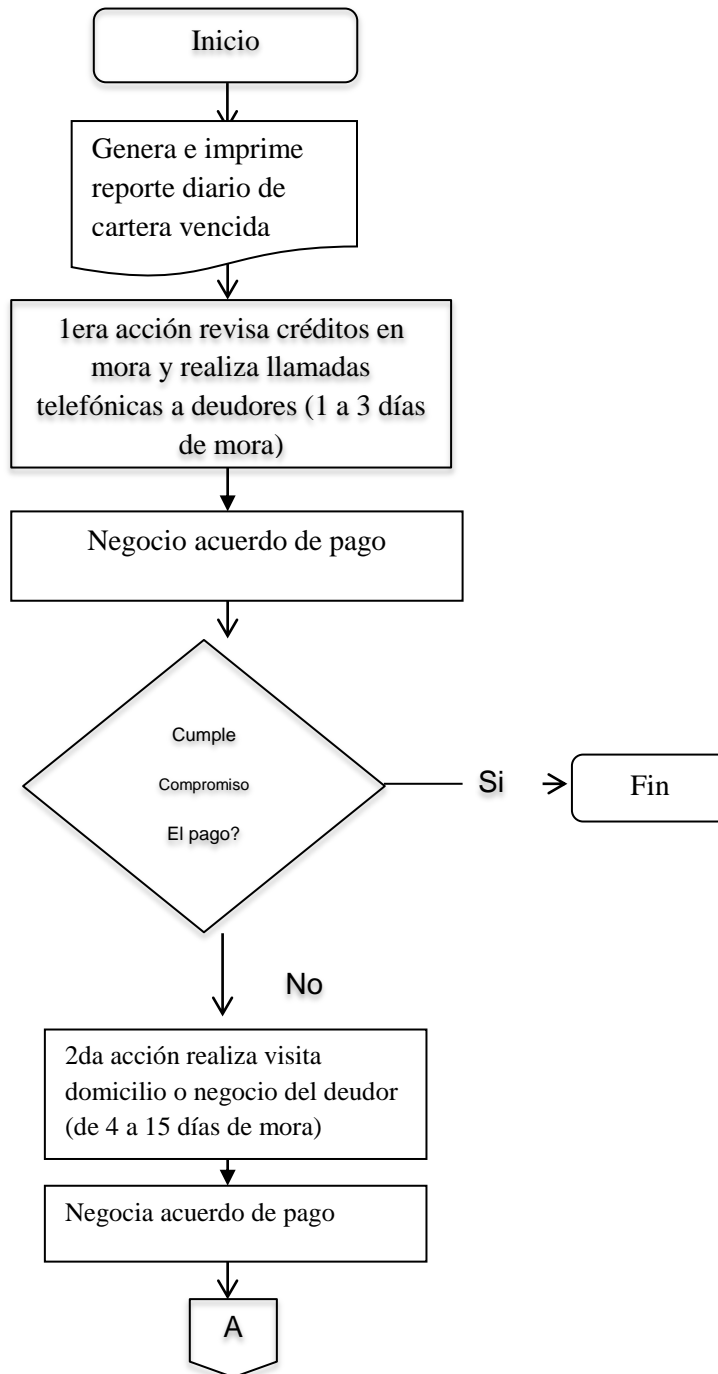 Inicio
Genera e imprime
reporte diario de
cartera vencida
1era acción revisa créditos en
mora y realiza llamadas
telefónicas a deudores (1 a 3 días
de mora)
Negocio acuerdo de pago
Cumple
Compromiso
El pago?
Si
Fin
No
2da acción realiza visita
domicilio o negocio del deudor
(de 4 a 15 días de mora)
Negocia acuerdo de pago
A